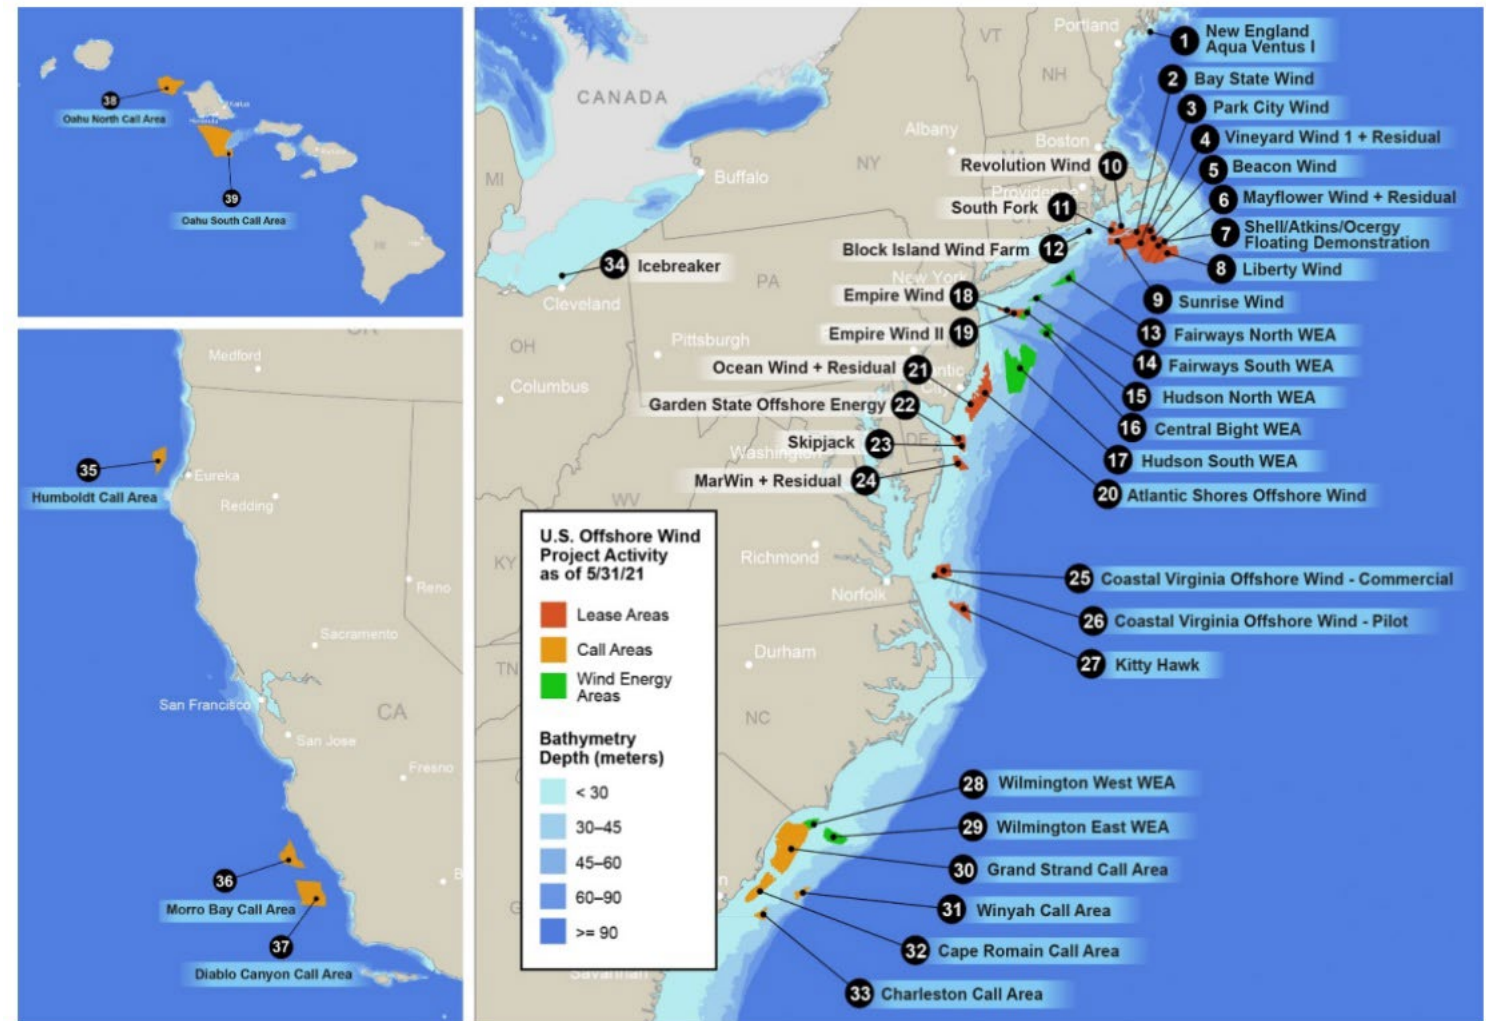 38
Oahu North Call Area
Kailua
Honolulu
39
Oahu South Call Area
HI
Medford
35
Humboldt Call Area
Eureka
Redding
Reno
Sacramento
San Francisco
CA
San Jose
Fresno
36
Morro Bay Call Area
37
Diablo Canyon Call Area
CANADA
Portland
VT
NH
1 New England
Aqua Ventus I
2 Bay State Wind
3 Park City Wind
4 Vineyard Wind 1 + Residual
5 Beacon Wind
6 Mayflower Wind + Residual
7 Shell/Atkins/Ocergy
Floating Demonstration
8 Liberty Wind
9 Sunrise Wind
Albany
Boston
NY
MI
Buffalo
Revolution Wind 10
Providence
South Fork 11
Block Island Wind Farm 12
34 Icebreaker
Cleveland
PA
New York
Empire Wind 18
Empire Wind II 19
13 Fairways North WEA
14 Fairways South WEA
15 Hudson North WEA
16 Central Bight WEA
17 Hudson South WEA
20 Atlantic Shores Offshore Wind
OH
Pittsburgh
Columbus
Ocean Wind + Residual 21
Garden State Offshore Energy 22
Skipjack 23
DE
Washington
MarWin + Residual 24
WV
KY
Richmond
Norfolk
25 Coastal Virginia Offshore Wind - Commercial
26 Coastal Virginia Offshore Wind - Pilot
27 Kitty Hawk
TN
Durham
NC
U.S. Offshore Wind
Project Activity
as of 5/31/21
Lease Areas
Call Areas
Wind Energy
Areas
Bathymetry
Depth (meters)
< 30
30–45
45–60
60–90
>= 90
28 Wilmington West WEA
29 Wilmington East WEA
30 Grand Strand Call Area
31 Winyah Call Area
32 Cape Romain Call Area
33 Charleston Call Area
Savannah